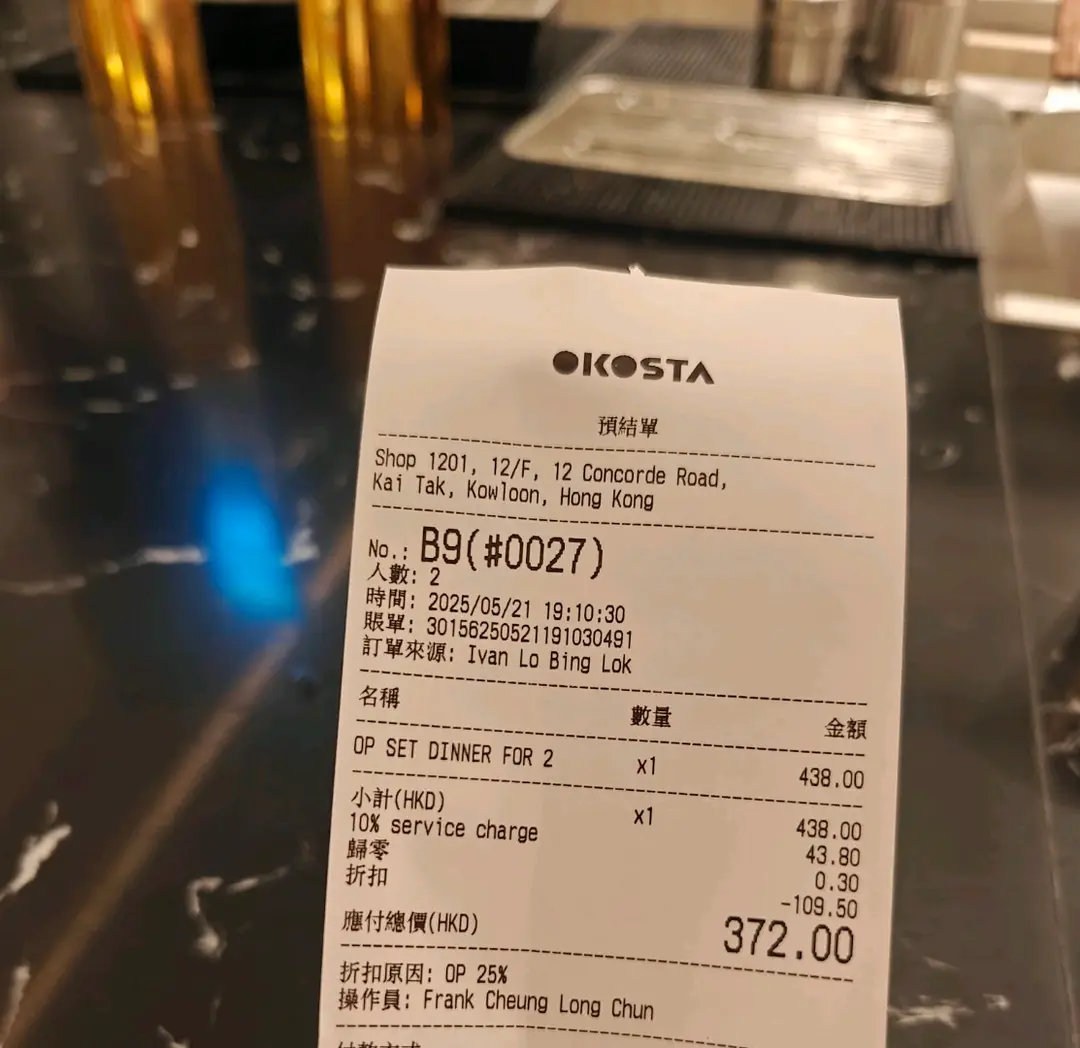 OKOSTA
預結單
Shop 1201, 12/F, 12 Concorde Road,
Kai Tak, Kowloon, Hong Kong
No.: B9(#0027)
人數: 2
時間: 2025/05/21 19:10:30
賬單: 30156250521191030491
訂單來源: Ivan Lo Bing Lok
名稱 數量 金額
OP SET DINNER FOR 2 x1 438.00
小計(HKD) x1 438.00
10% service charge 43.80
歸零 0.30
折扣 -109.50
應付總價(HKD) 372.00
折扣原因: OP 25%
操作員: Frank Cheung Long Chun